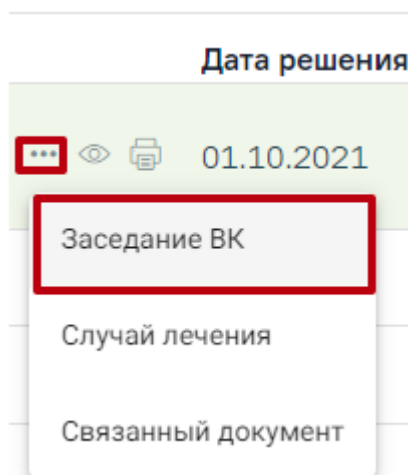 Дата решения
01.10.2021
Заседание ВК
Случай лечения
Связанный документ